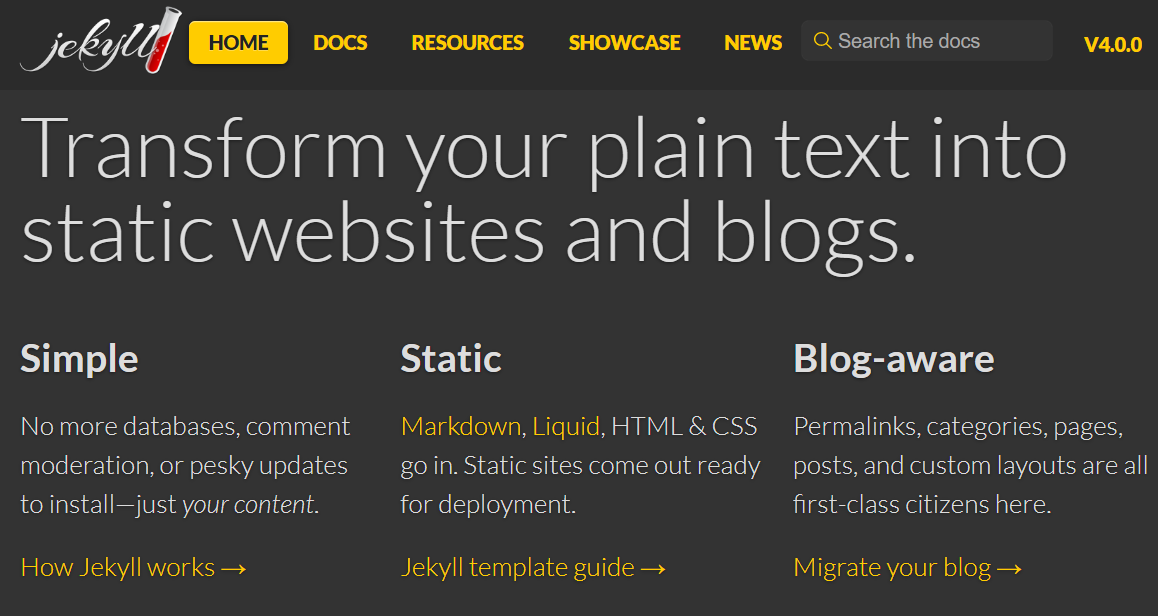 jekyll HOME DOCS RESOURCES SHOWCASE NEWS Search the docs V4.0.0
Transform your plain text into
static websites and blogs.
Simple
No more databases, comment
moderation, or pesky updates
to install—just your content.
How Jekyll works →
Static
Markdown, Liquid, HTML & CSS
go in. Static sites come out ready
for deployment.
Jekyll template guide →
Blog-aware
Permalinks, categories, pages,
posts, and custom layouts are all
first-class citizens here.
Migrate your blog →